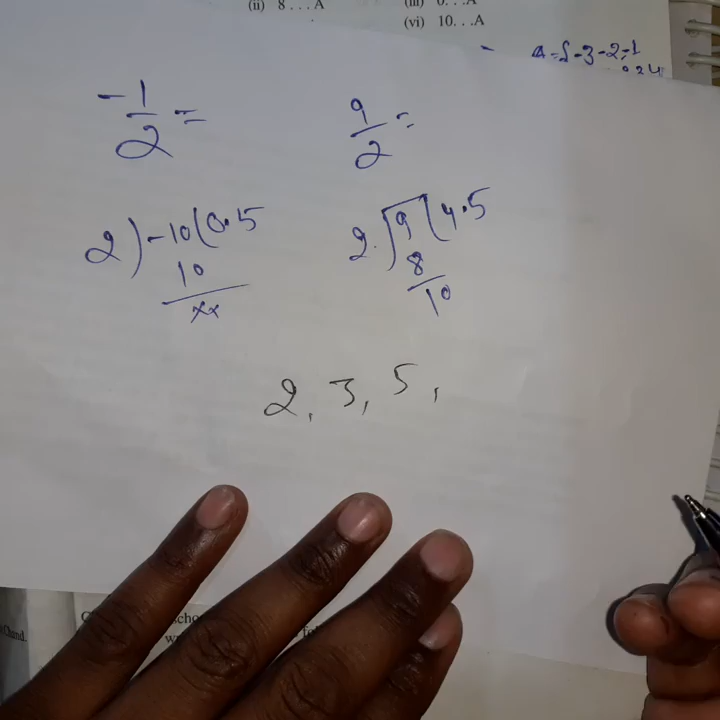 (ii) 8 . . . A
(vi) 10. . .A
-1/2 =
9/2 =
2)-10(0.5
10
xx
2.)9(4.5
8
10
2, 3, 5,